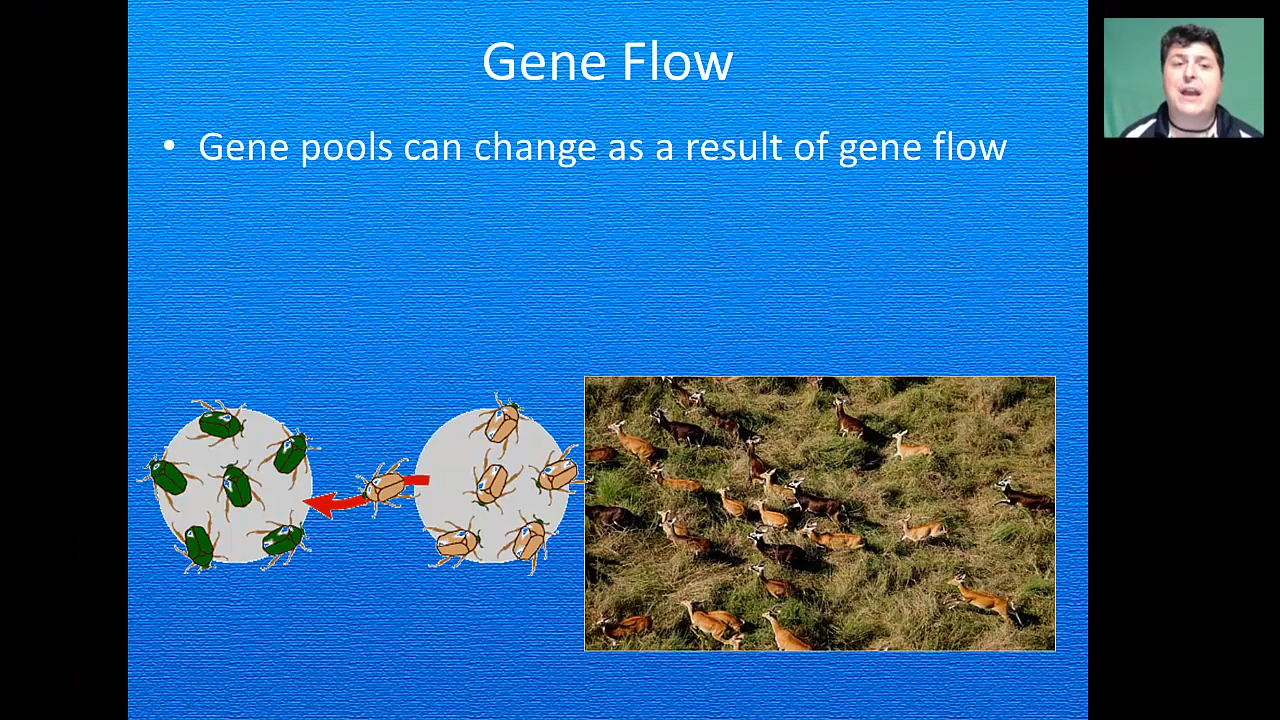 Gene Flow
• Gene pools can change as a result of gene flow